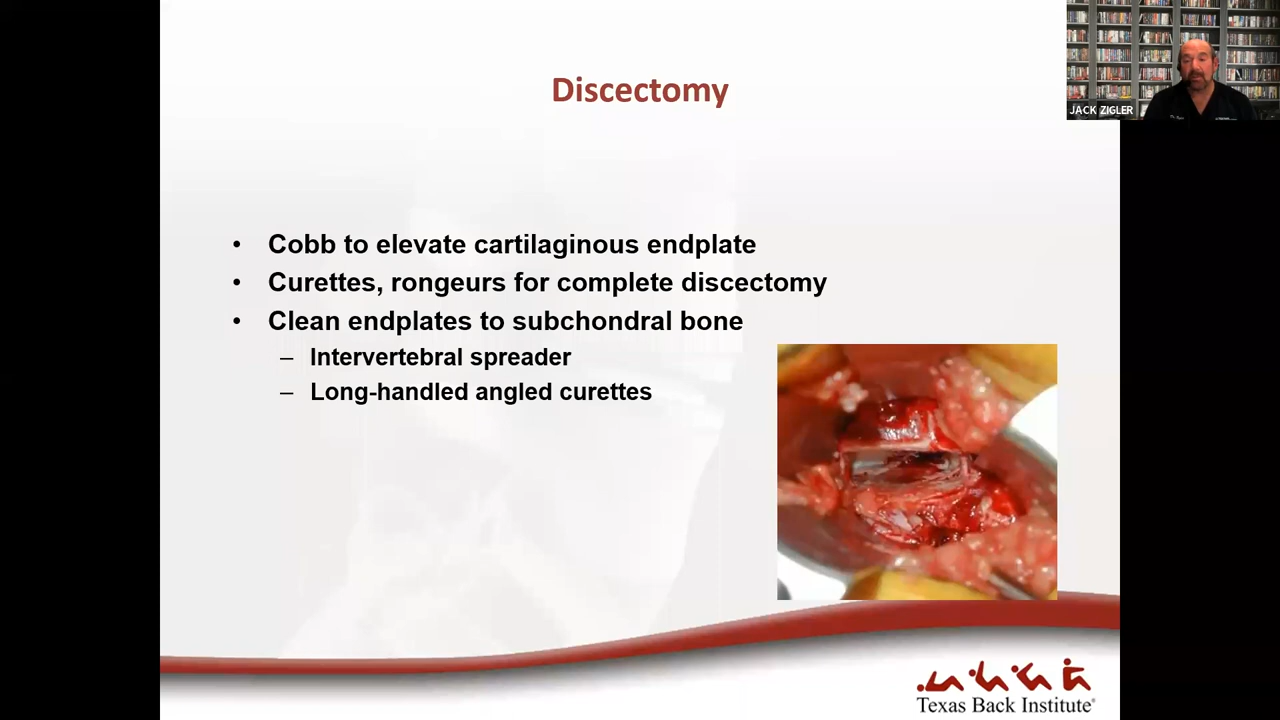 Discectomy
JACK ZIGLER
• Cobb to elevate cartilaginous endplate
• Curettes, rongeurs for complete discectomy
• Clean endplates to subchondral bone
– Intervertebral spreader
– Long-handled angled curettes
Texas Back Institute®